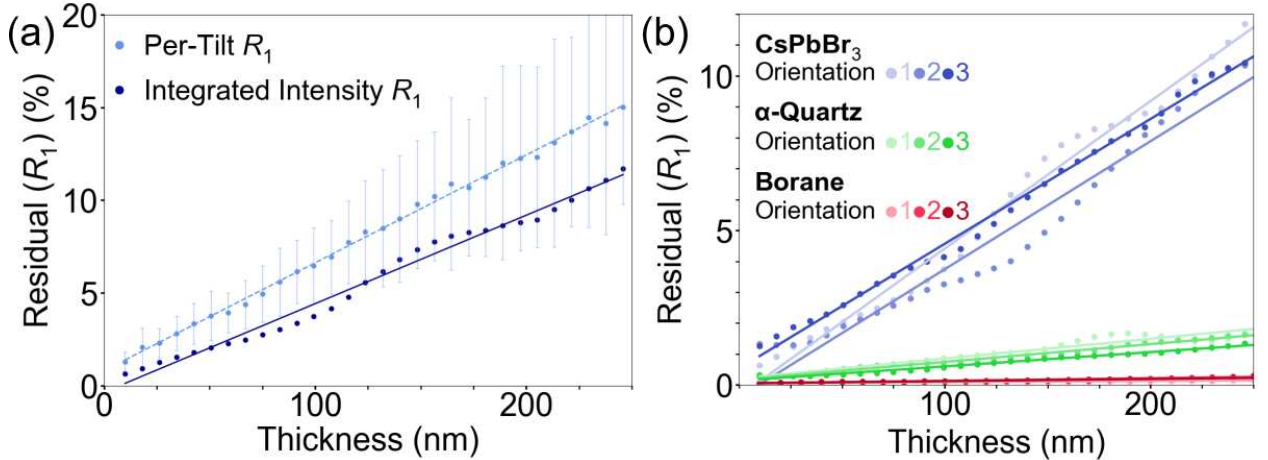 (a)
Residual (R₁) (%)
20
15
10
5
0
Per-Tilt R₁
Integrated Intensity R₁
0
100
200
Thickness (nm)
(b)
Residual (R₁) (%)
10
5
0
CsPbBr₃
Orientation 1 2 3
α-Quartz
Orientation 1 2 3
Borane
Orientation 1 2 3
100
200
Thickness (nm)